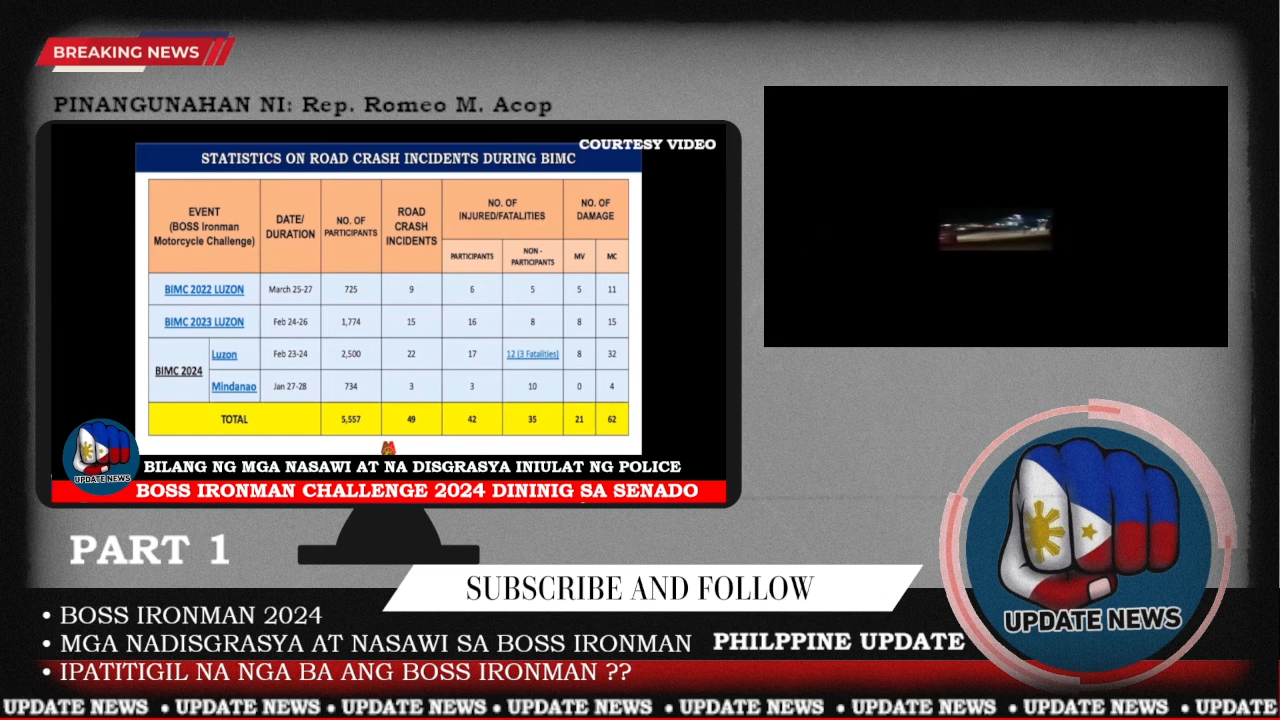 BREAKING NEWS
PINANGUNAHAN NI: Rep. Romeo M. Acop
COURTESY VIDEO
STATISTICS ON ROAD CRASH INCIDENTS DURING BIMC
EVENT (BOSS Ironman Motorcycle Challenge) DATE/ DURATION NO. OF PARTICIPANTS ROAD CRASH INCIDENTS NO. OF INJURED/FATALITIES NO. OF DAMAGE
PARTICIPANTS NON - PARTICIPANTS MV MC
BIMC 2022 LUZON March 25-27 725 9 6 5 5 11
BIMC 2023 LUZON Feb 24-26 1,774 15 16 8 8 15
BIMC 2024 Luzon Feb 23-24 2,500 22 17 12 (3 Fatalities) 8 32
Mindanao Jan 27-28 734 3 3 10 0 4
TOTAL 5,557 49 42 35 21 62
UPDATE NEWS
BILANG NG MGA NASAWI AT NA DISGRASYA INIULAT NG POLICE
BOSS IRONMAN CHALLENGE 2024 DININIG SA SENADO
PART 1
SUBSCRIBE AND FOLLOW
• BOSS IRONMAN 2024
• MGA NADISGRASYA AT NASAWI SA BOSS IRONMAN
• IPATITIGIL NA NGA BA ANG BOSS IRONMAN ??
PHILPPINE UPDATE
UPDATE NEWS
UPDATE NEWS • UPDATE NEWS • UPDATE NEWS • UPDATE NEWS • UPDATE NEWS • UPDATE NEWS • UPDATE NEWS • UPDATE